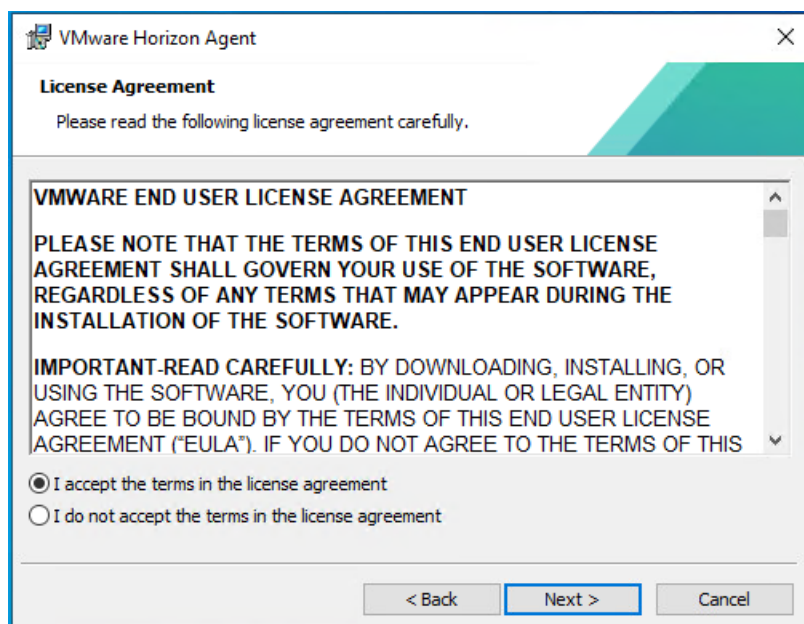 VMware Horizon Agent
License Agreement
Please read the following license agreement carefully.
VMWARE END USER LICENSE AGREEMENT
PLEASE NOTE THAT THE TERMS OF THIS END USER LICENSE
AGREEMENT SHALL GOVERN YOUR USE OF THE SOFTWARE,
REGARDLESS OF ANY TERMS THAT MAY APPEAR DURING THE
INSTALLATION OF THE SOFTWARE.
IMPORTANT-READ CAREFULLY: BY DOWNLOADING, INSTALLING, OR
USING THE SOFTWARE, YOU (THE INDIVIDUAL OR LEGAL ENTITY)
AGREE TO BE BOUND BY THE TERMS OF THIS END USER LICENSE
AGREEMENT (“EULA”). IF YOU DO NOT AGREE TO THE TERMS OF THIS
I accept the terms in the license agreement
I do not accept the terms in the license agreement
< Back Next > Cancel